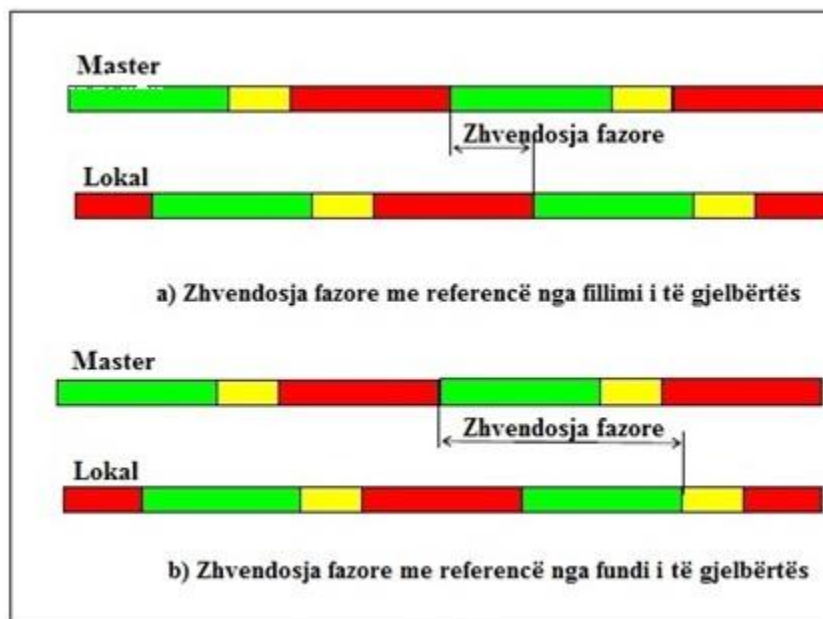 Master
Zhvendosja fazore
Lokal
a) Zhvendosja fazore me referencë nga fillimi i të gjelbërtës
Master
Zhvendosja fazore
Lokal
b) Zhvendosja fazore me referencë nga fundi i të gjelbërtës